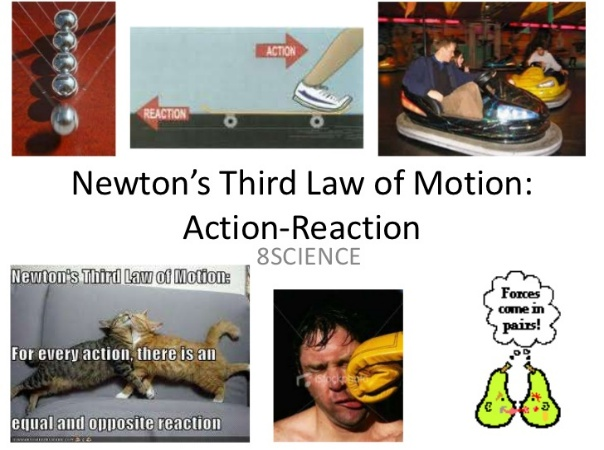 ACTION
REACTION
Newton's Third Law of Motion:
Action-Reaction
8SCIENCE
Newton's Third Law of Motion:
For every action, there is an
equal and opposite reaction
Forces
come in
pairs!